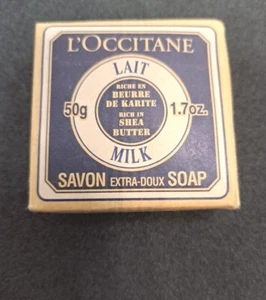 L'OCCITANE
LAIT
RICHE EN
BEURRE
DE KARITE
50g 1.7oz.
RICH IN
SHEA
BUTTER
MILK
SAVON EXTRA-DOUX SOAP